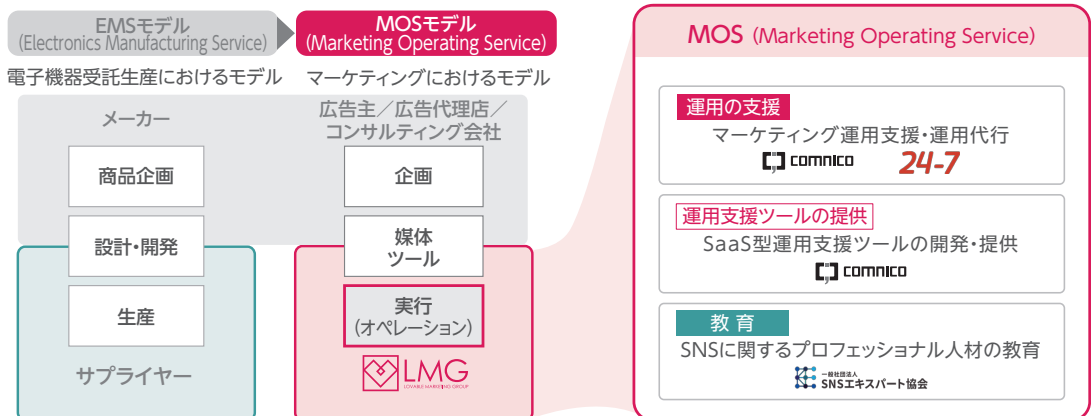 EMSモデル
(Electronics Manufacturing Service)
MOSモデル
(Marketing Operating Service)
電子機器受託生産におけるモデル
マーケティングにおけるモデル
メーカー
商品企画
設計・開発
生産
サプライヤー
広告主／広告代理店／
コンサルティング会社
企画
媒体
ツール
実行
(オペレーション)
LMG
LOVABLE MARKETING GROUP
MOS (Marketing Operating Service)
運用の支援
マーケティング運用支援・運用代行
comnico 24-7
運用支援ツールの提供
SaaS型運用支援ツールの開発・提供
comnico
教育
SNSに関するプロフェッショナル人材の教育
一般社団法人
SNSエキスパート協会